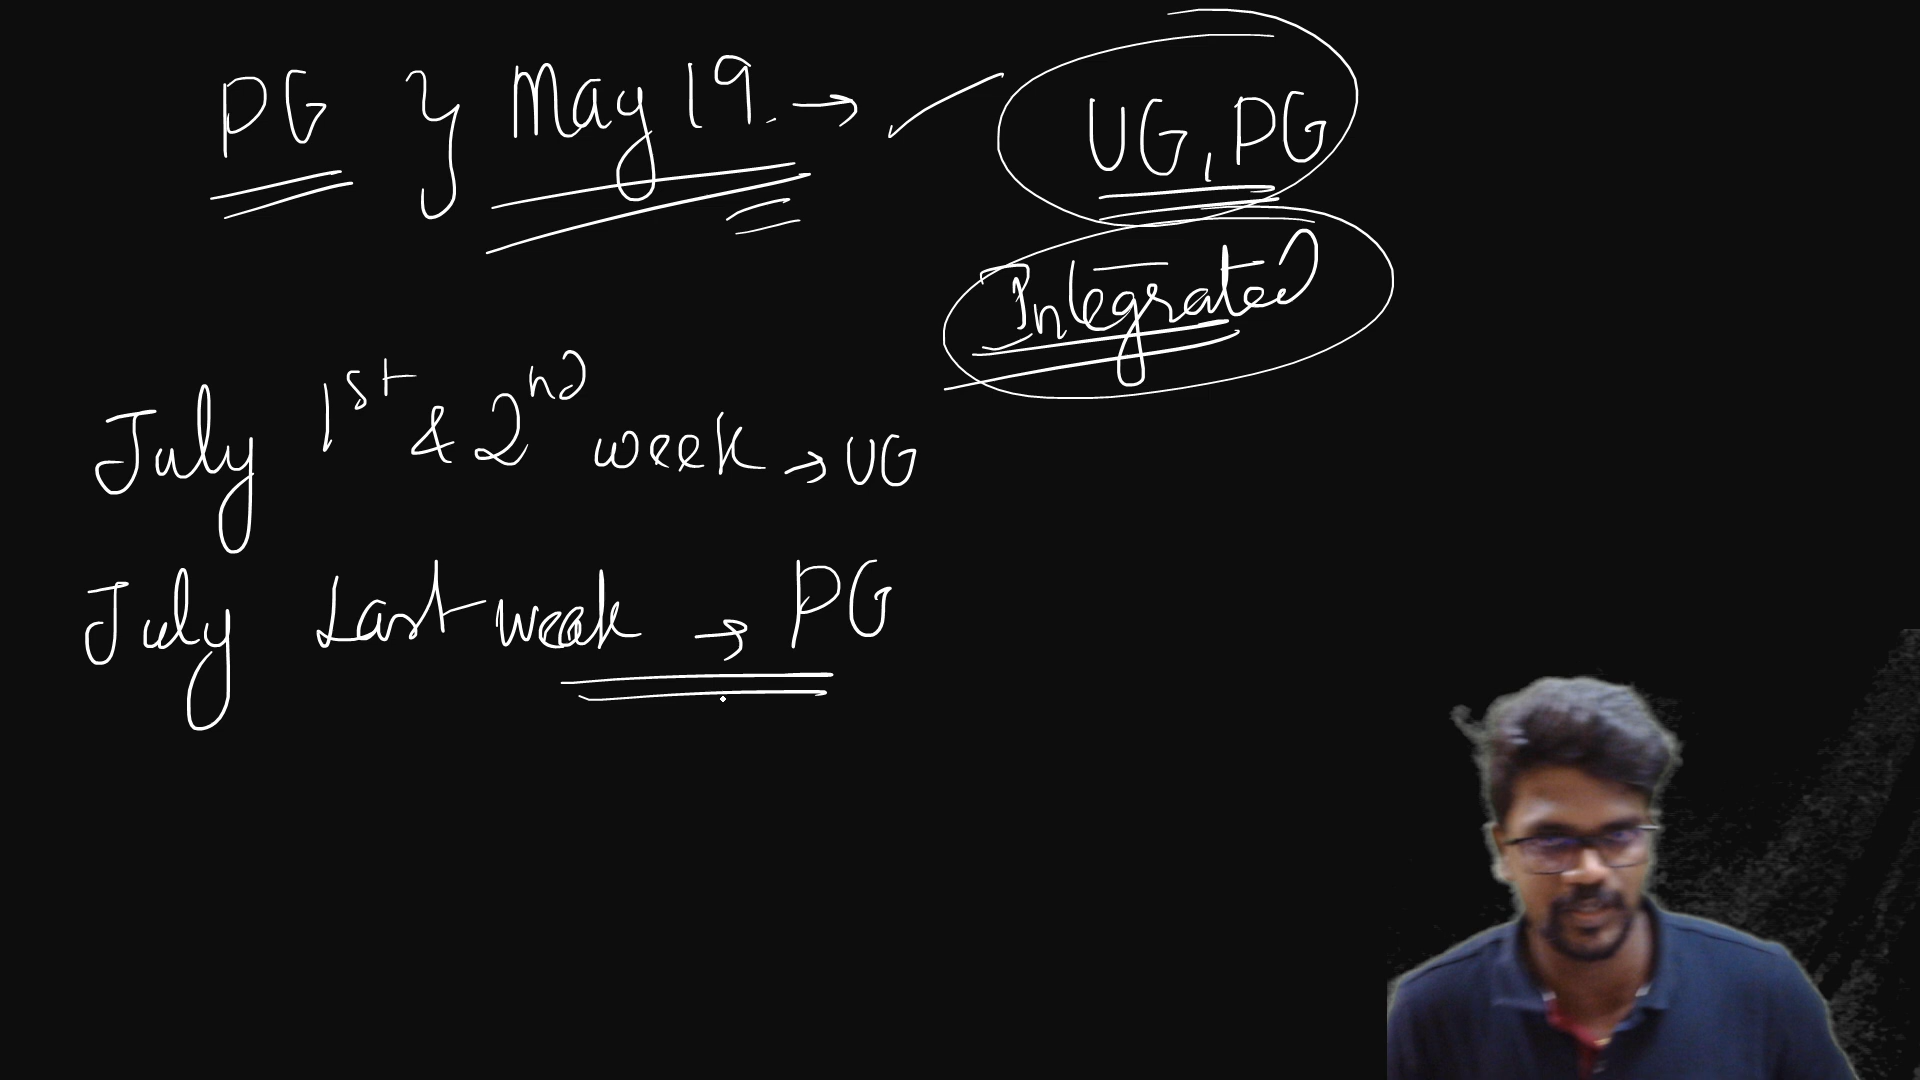 PG } May 19. → ✓ UG, PG
Integrated
July 1st & 2nd week → UG
July Last week → PG